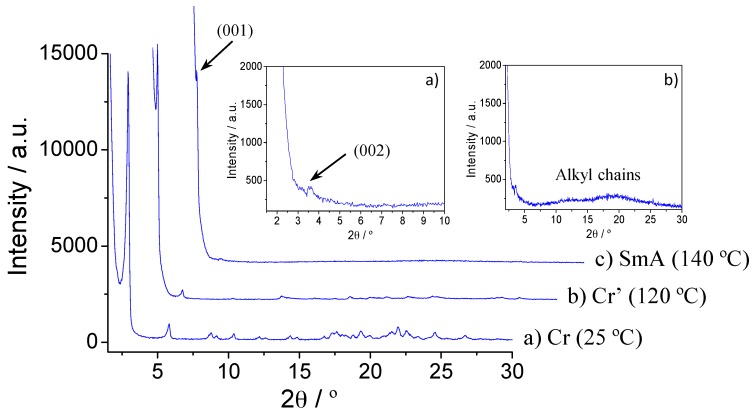 Intensity / a.u.
15000
10000
5000
0
5
10
15
20
25
30
2θ / º
(001)
a)
Intensity / a.u.
2000
1500
1000
500
(002)
2
3
4
5
6
7
8
9
10
2θ / º
b)
Intensity / a.u.
2000
1500
1000
500
Alkyl chains
5
10
15
20
25
30
2θ / º
c) SmA (140 ºC)
b) Cr’ (120 ºC)
a) Cr (25 ºC)